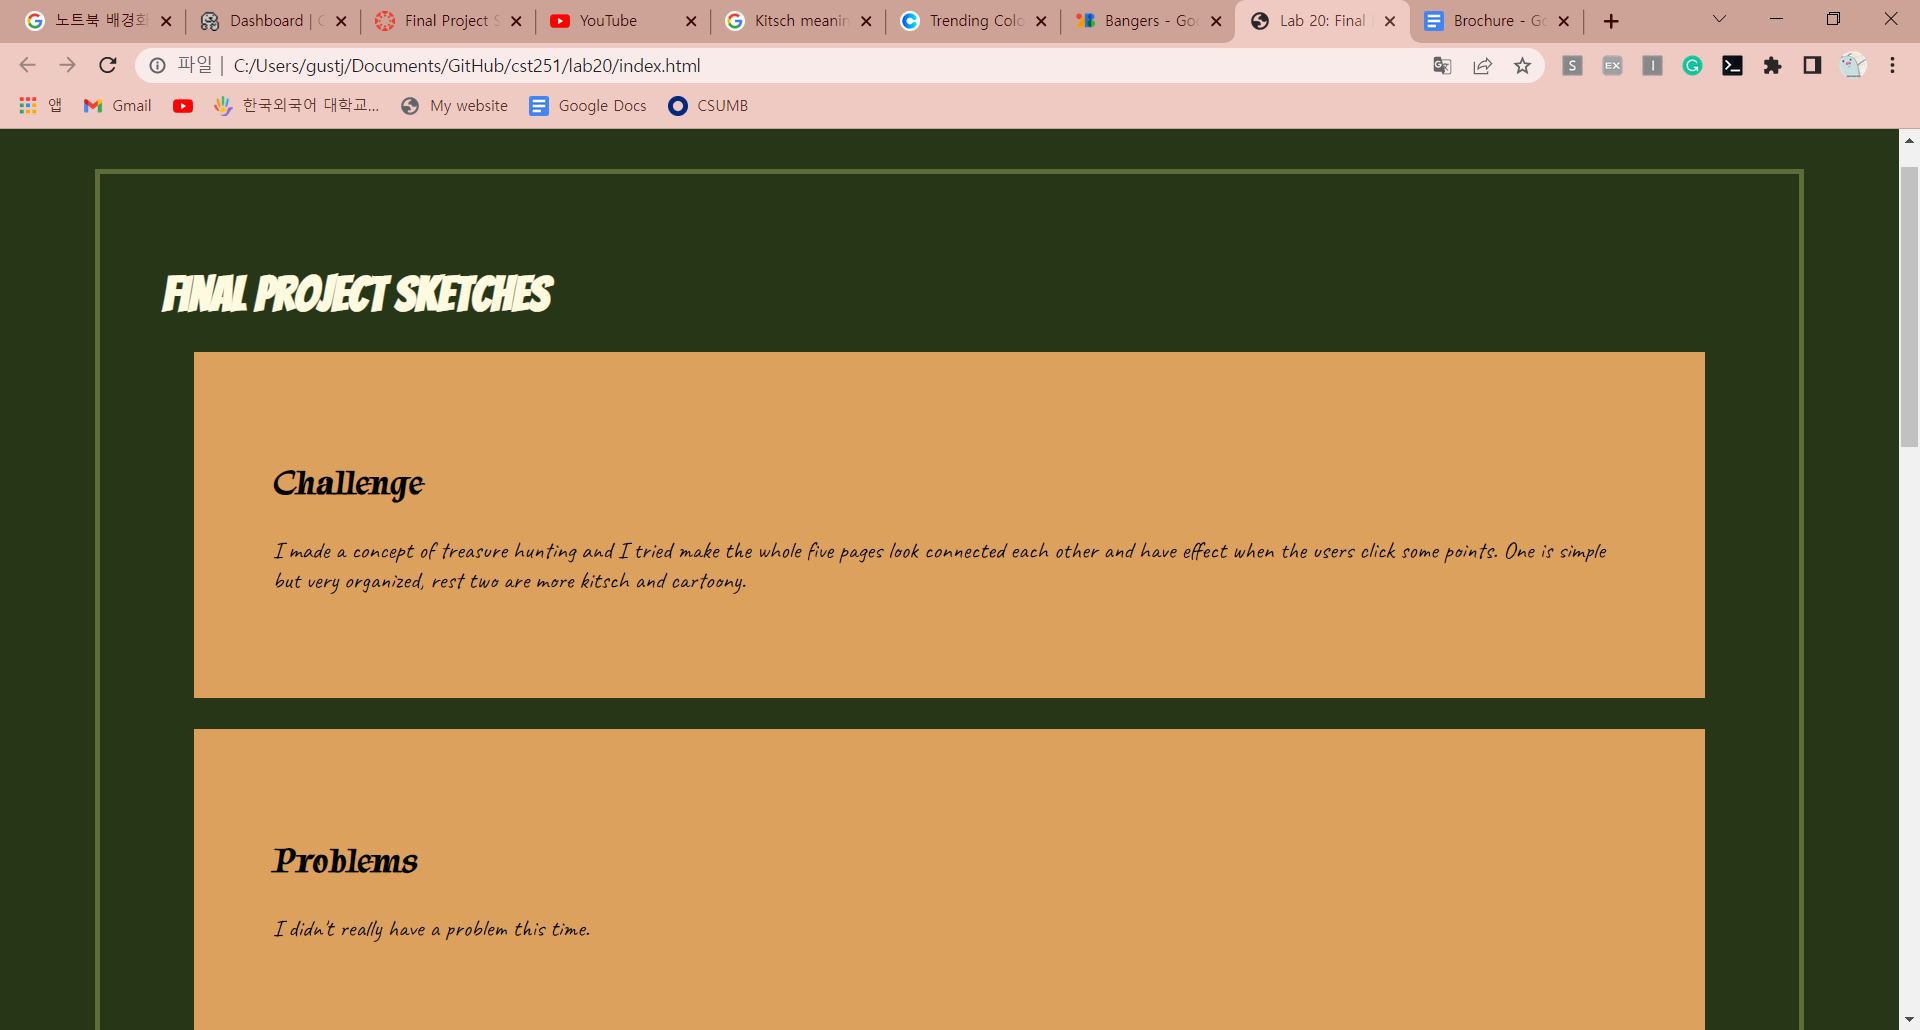 노트북 배경화
Dashboard |
Final Project
YouTube
Kitsch meanin
Trending Colo
Bangers - Go
Lab 20: Final
Brochure - G
파일 | C:/Users/gustj/Documents/GitHub/cst251/lab20/index.html
S EX I
앱 Gmail 한국외국어 대학교... My website Google Docs CSUMB
FINAL PROJECT SKETCHES
Challenge
I made a concept of treasure hunting and I tried make the whole five pages look connected each other and have effect when the users click some points. One is simple
but very organized, rest two are more kitsch and cartoony.
Problems
I didn't really have a problem this time.